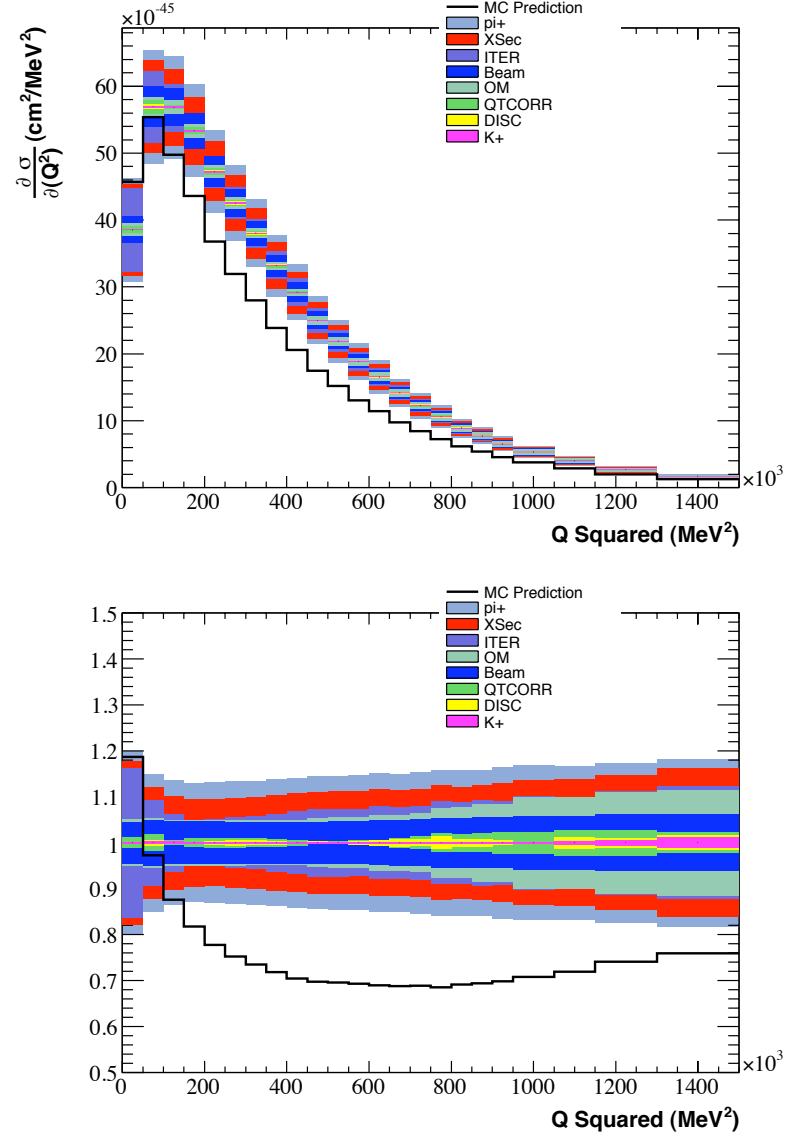 ×10⁻⁴⁵
MC Prediction
pi+
XSec
ITER
Beam
OM
QTCORR
DISC
K+
∂ σ / ∂(Q²) (cm²/MeV²)
60
50
40
30
20
10
0
0 200 400 600 800 1000 1200 1400
×10³
Q Squared (MeV²)
MC Prediction
pi+
XSec
ITER
OM
Beam
QTCORR
DISC
K+
1.5
1.4
1.3
1.2
1.1
1
0.9
0.8
0.7
0.6
0.5
0 200 400 600 800 1000 1200 1400
×10³
Q Squared (MeV²)